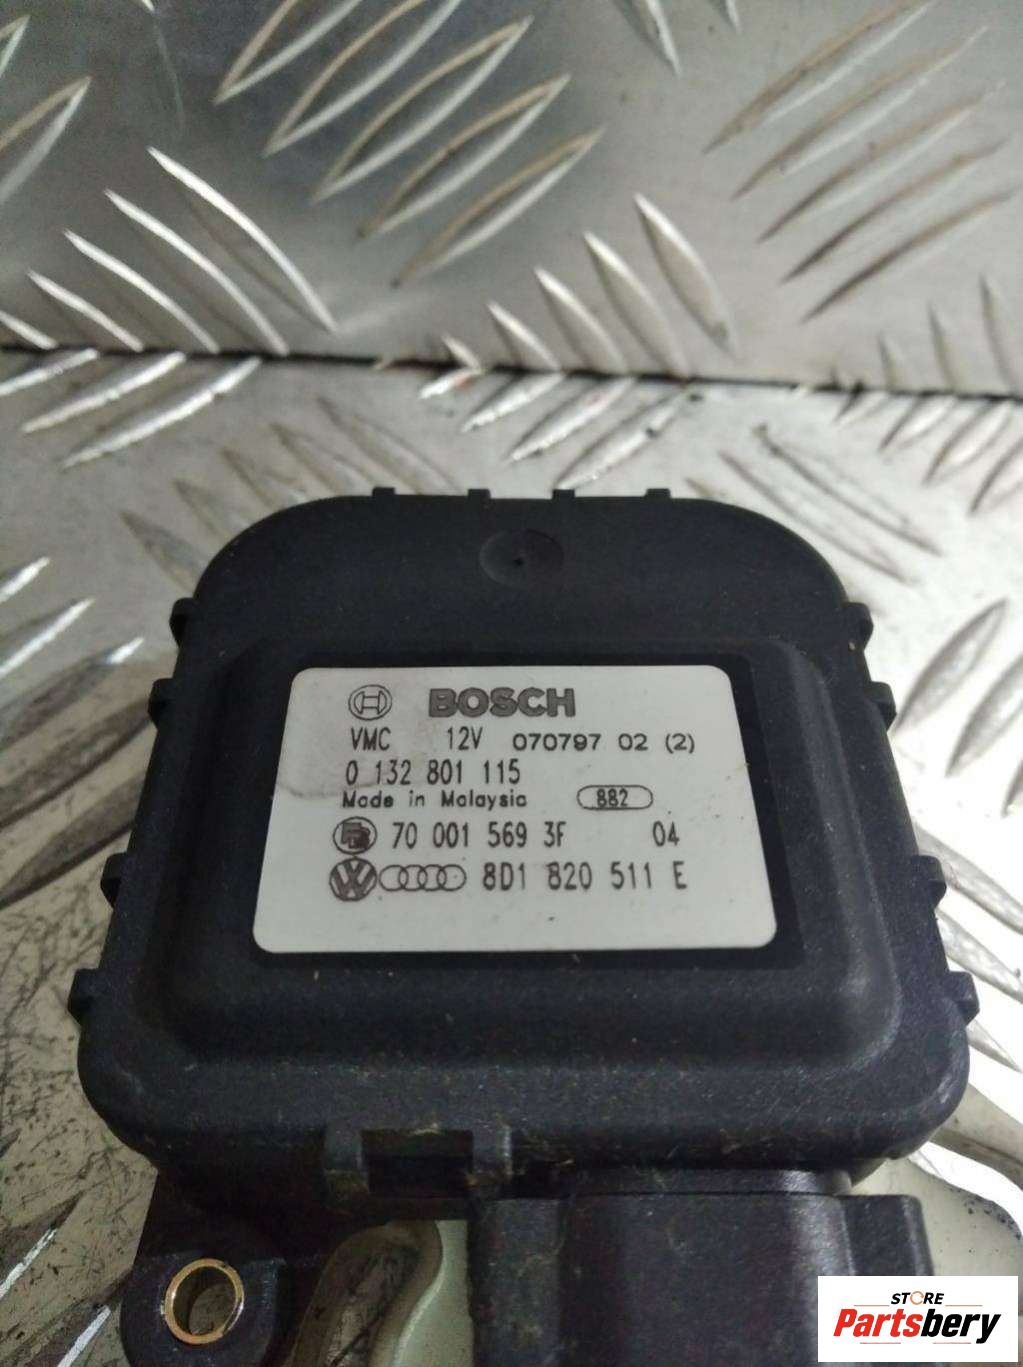 BOSCH
VMC 12V 070797 02 (2)
0 132 801 115
Made in Malaysia 882
70 001 569 3F 04
8D1 820 511 E
STORE
Partsbery